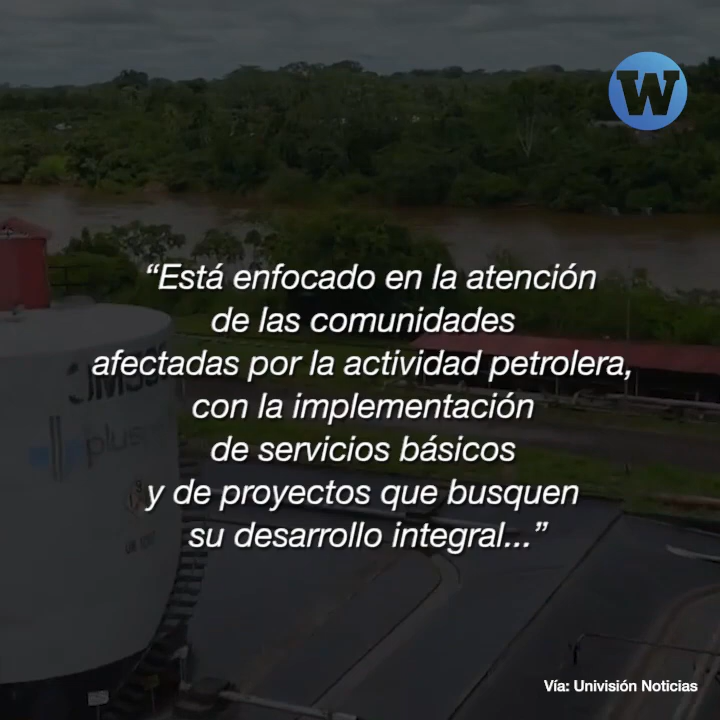 W
“Está enfocado en la atención
de las comunidades
afectadas por la actividad petrolera,
con la implementación
de servicios básicos
y de proyectos que busquen
su desarrollo integral...”
Vía: Univisión Noticias